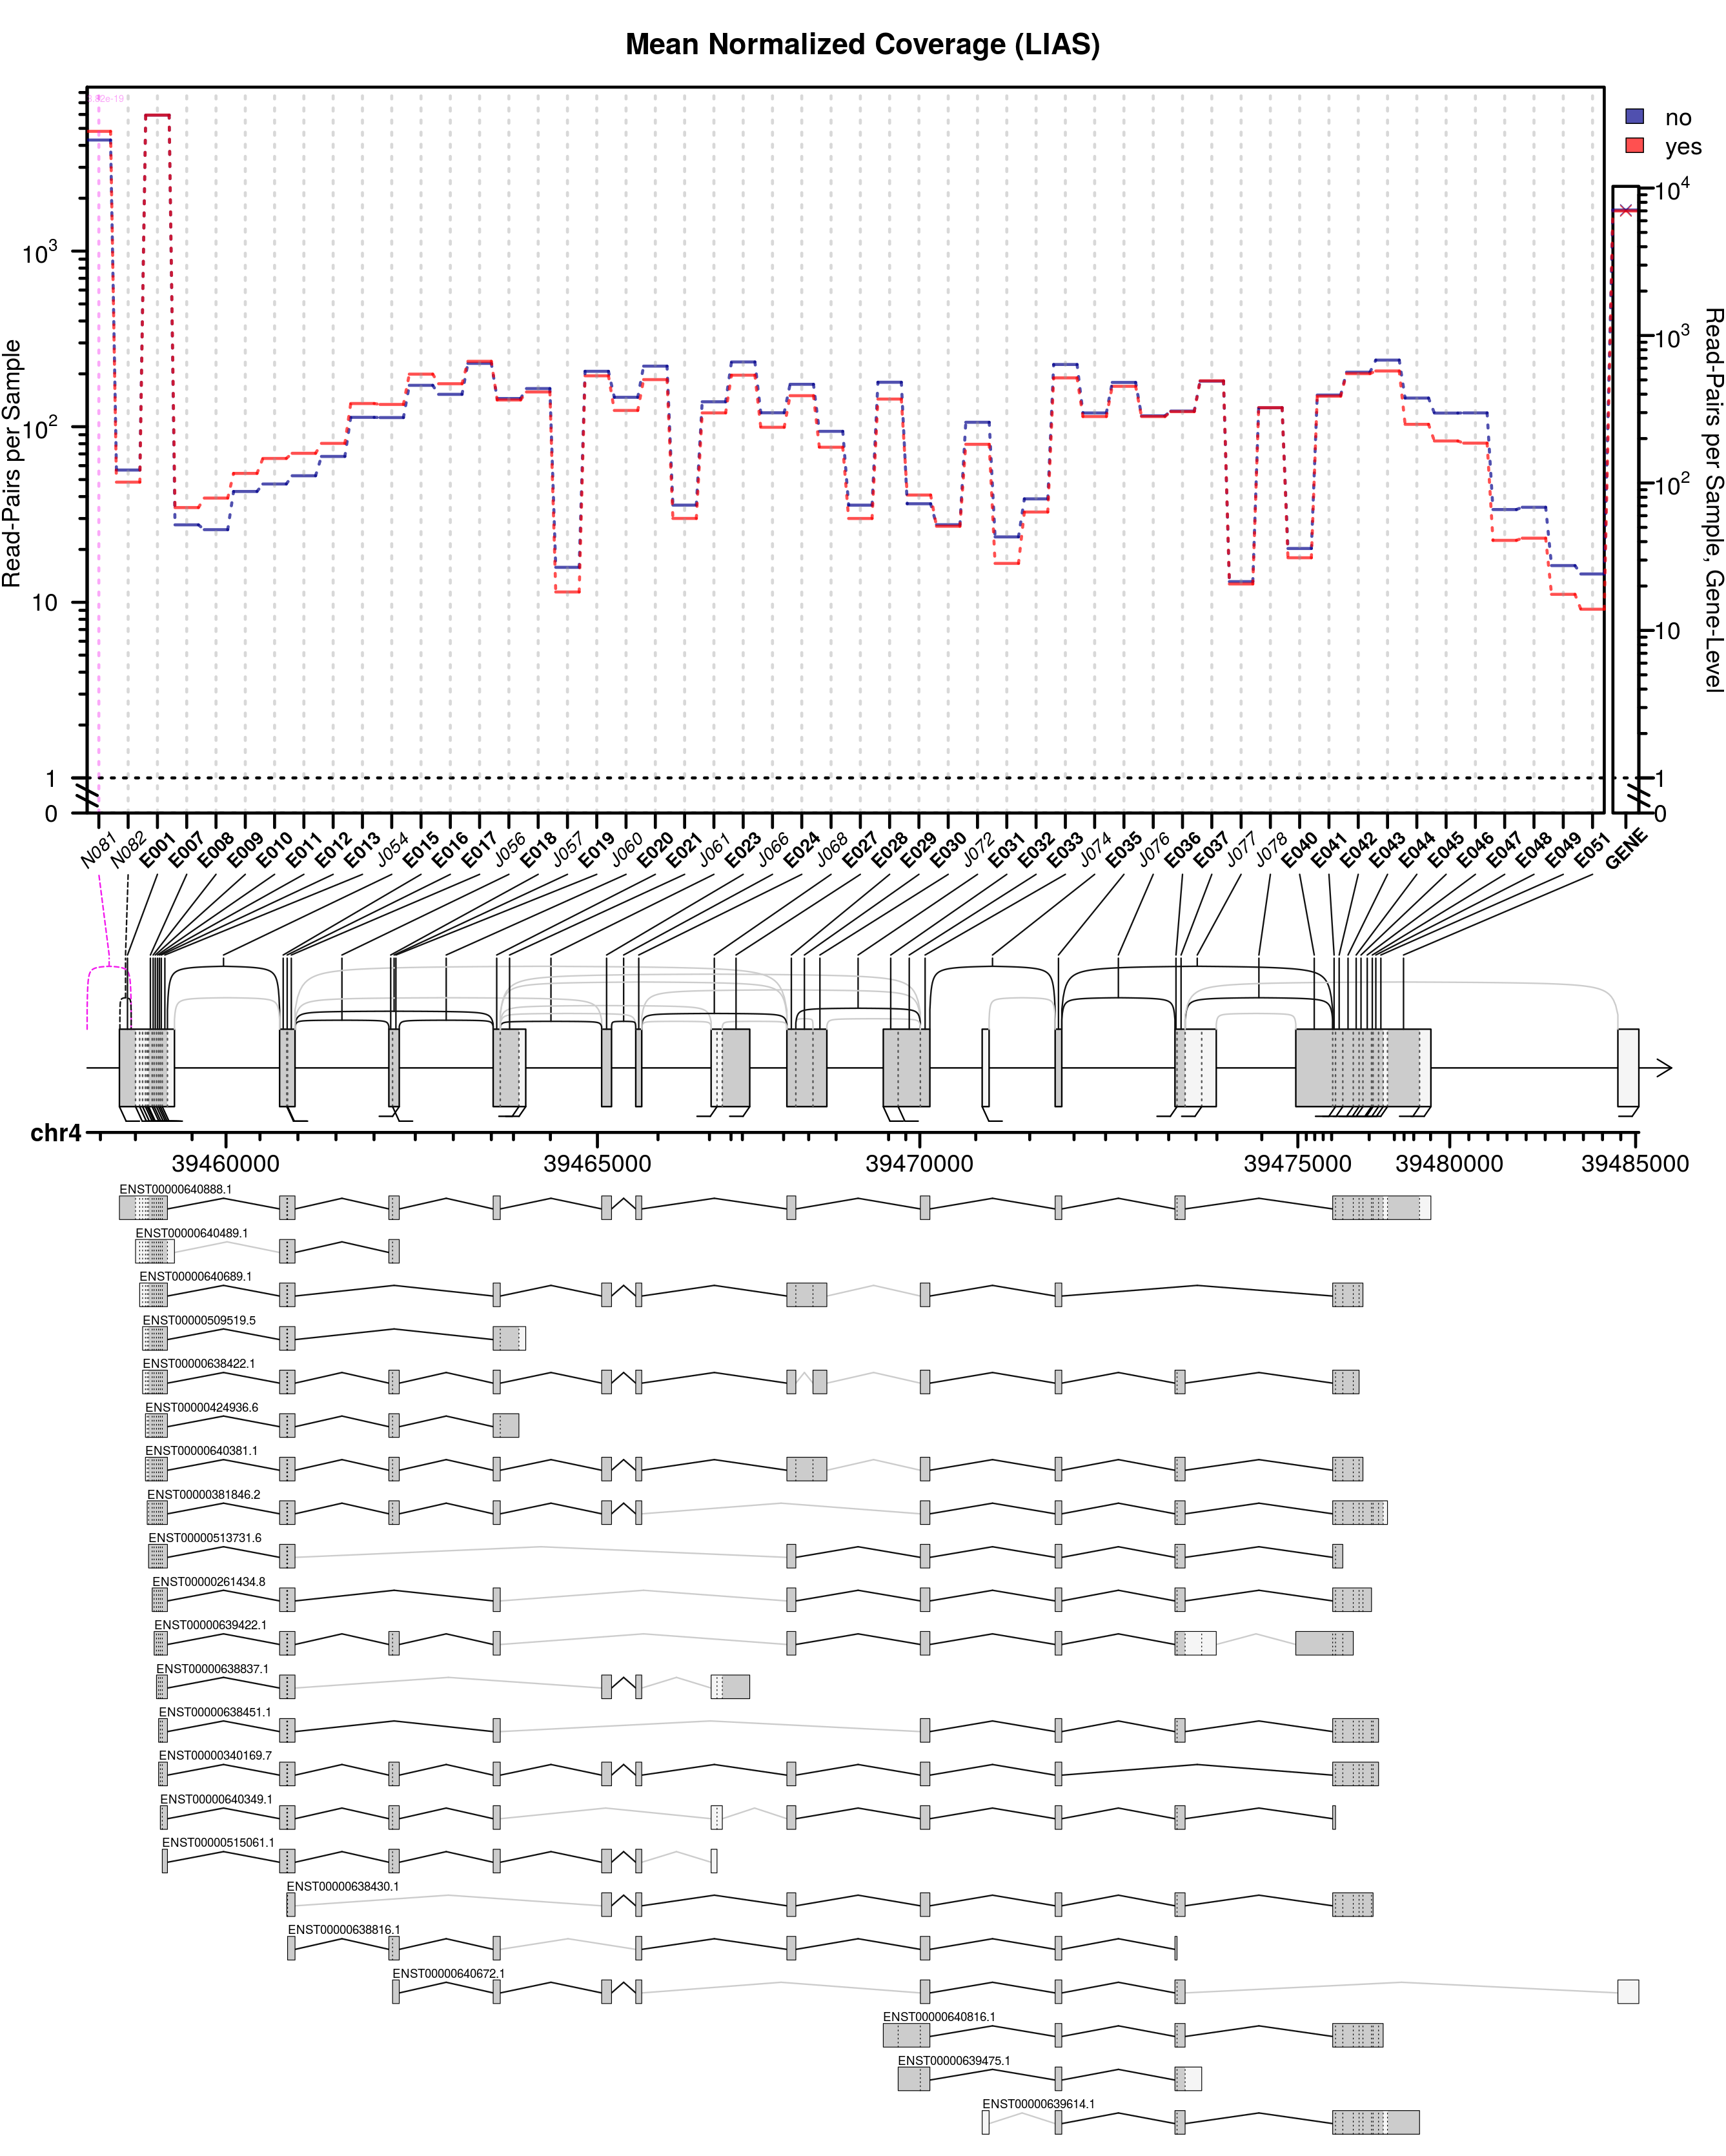 Mean Normalized Coverage (LIAS)
no
yes
Read-Pairs per Sample
10^3
10^2
10
1
0
10^4
10^3
10^2
10
1
0
Read-Pairs per Sample, Gene-Level
N081 N082 E001 E007 E008 E009 E010 E011 E012 E013 J054 E015 E016 E017 J056 E018 J057 E019 J060 E020 E021 J061 E023 J066 E024 J068 E027 E028 E029 E030 J072 E031 E032 E033 J074 E035 J076 E036 E037 J077 J078 E040 E041 E042 E043 E044 E045 E046 E047 E048 E049 E051 GENE
chr4
39460000 39465000 39470000 39475000 39480000 39485000
ENST00000640888.1
ENST00000640489.1
ENST00000640689.1
ENST00000509519.5
ENST00000638422.1
ENST00000424936.6
ENST00000640381.1
ENST00000381846.2
ENST00000513731.6
ENST00000261434.8
ENST00000639422.1
ENST00000638837.1
ENST00000638451.1
ENST00000340169.7
ENST00000640349.1
ENST00000515061.1
ENST00000638430.1
ENST00000638816.1
ENST00000640672.1
ENST00000640816.1
ENST00000639475.1
ENST00000639614.1